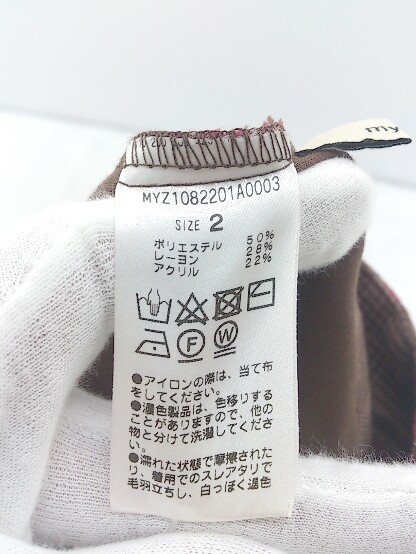 my
MYZ1082201A0003
SIZE 2
ポリエステル 50%
レーヨン 28%
アクリル 22%
F W
●アイロンの際は、当て布
をしてください。
●濃色製品は、色移りする
ことがありますので、他の
物と分けて洗濯してくださ
い。
●濡れた状態で摩擦された
り、着用でのスレアタリで
毛羽立ちし、白っぽく退色